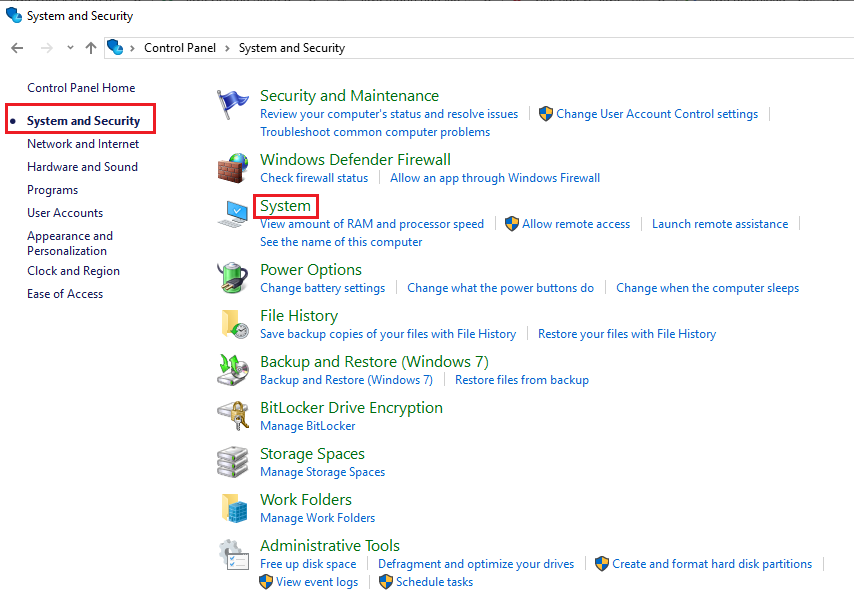 System and Security
Control Panel > System and Security
Control Panel Home
System and Security
Network and Internet
Hardware and Sound
Programs
User Accounts
Appearance and
Personalization
Clock and Region
Ease of Access
Security and Maintenance
Review your computer's status and resolve issues | Change User Account Control settings
Troubleshoot common computer problems
Windows Defender Firewall
Check firewall status | Allow an app through Windows Firewall
System
View amount of RAM and processor speed | Allow remote access | Launch remote assistance
See the name of this computer
Power Options
Change battery settings | Change what the power buttons do | Change when the computer sleeps
File History
Save backup copies of your files with File History | Restore your files with File History
Backup and Restore (Windows 7)
Backup and Restore (Windows 7) | Restore files from backup
BitLocker Drive Encryption
Manage BitLocker
Storage Spaces
Manage Storage Spaces
Work Folders
Manage Work Folders
Administrative Tools
Free up disk space | Defragment and optimize your drives | Create and format hard disk partitions
View event logs | Schedule tasks